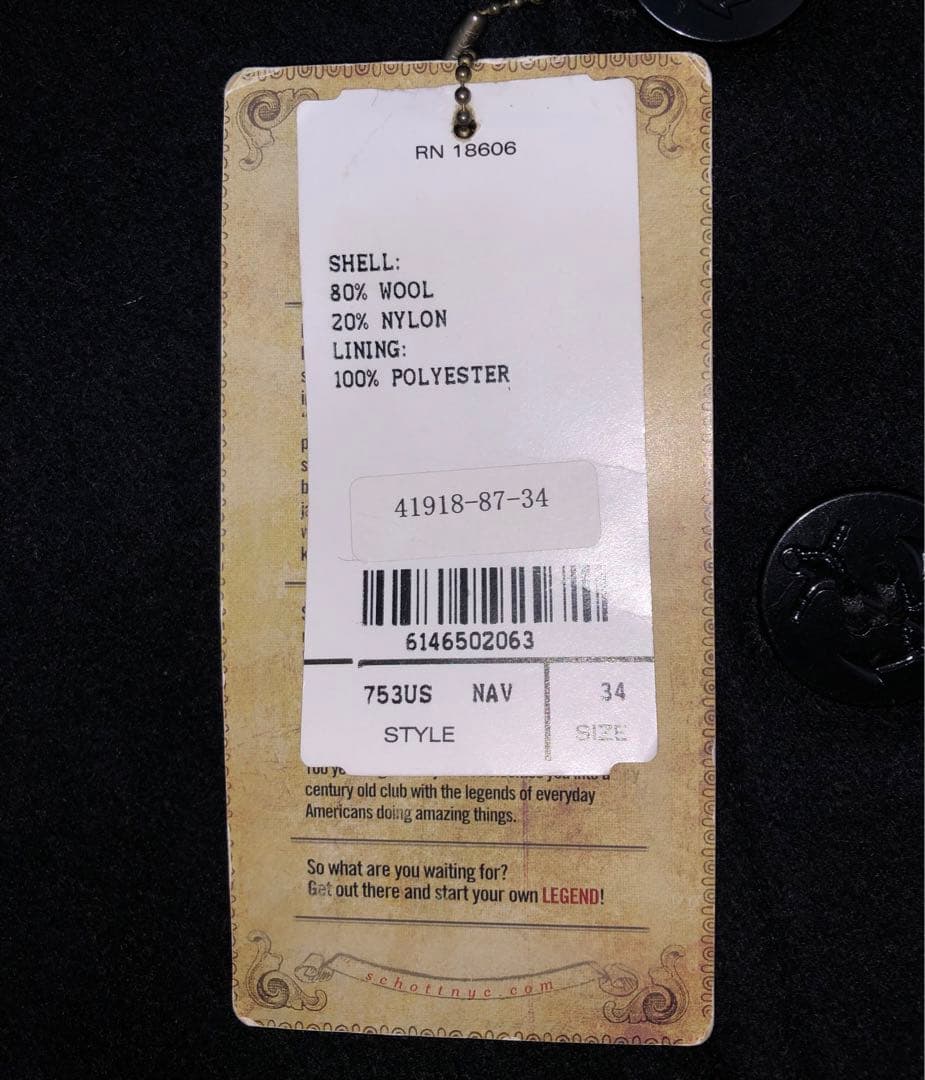 RN 18606
SHELL:
80% WOOL
20% NYLON
LINING:
100% POLYESTER
41918-87-34
6146502063
753US NAV 34
STYLE SIZE
century old club with the legends of everyday
Americans doing amazing things.
So what are you waiting for?
Get out there and start your own LEGEND!
schottnyc.com